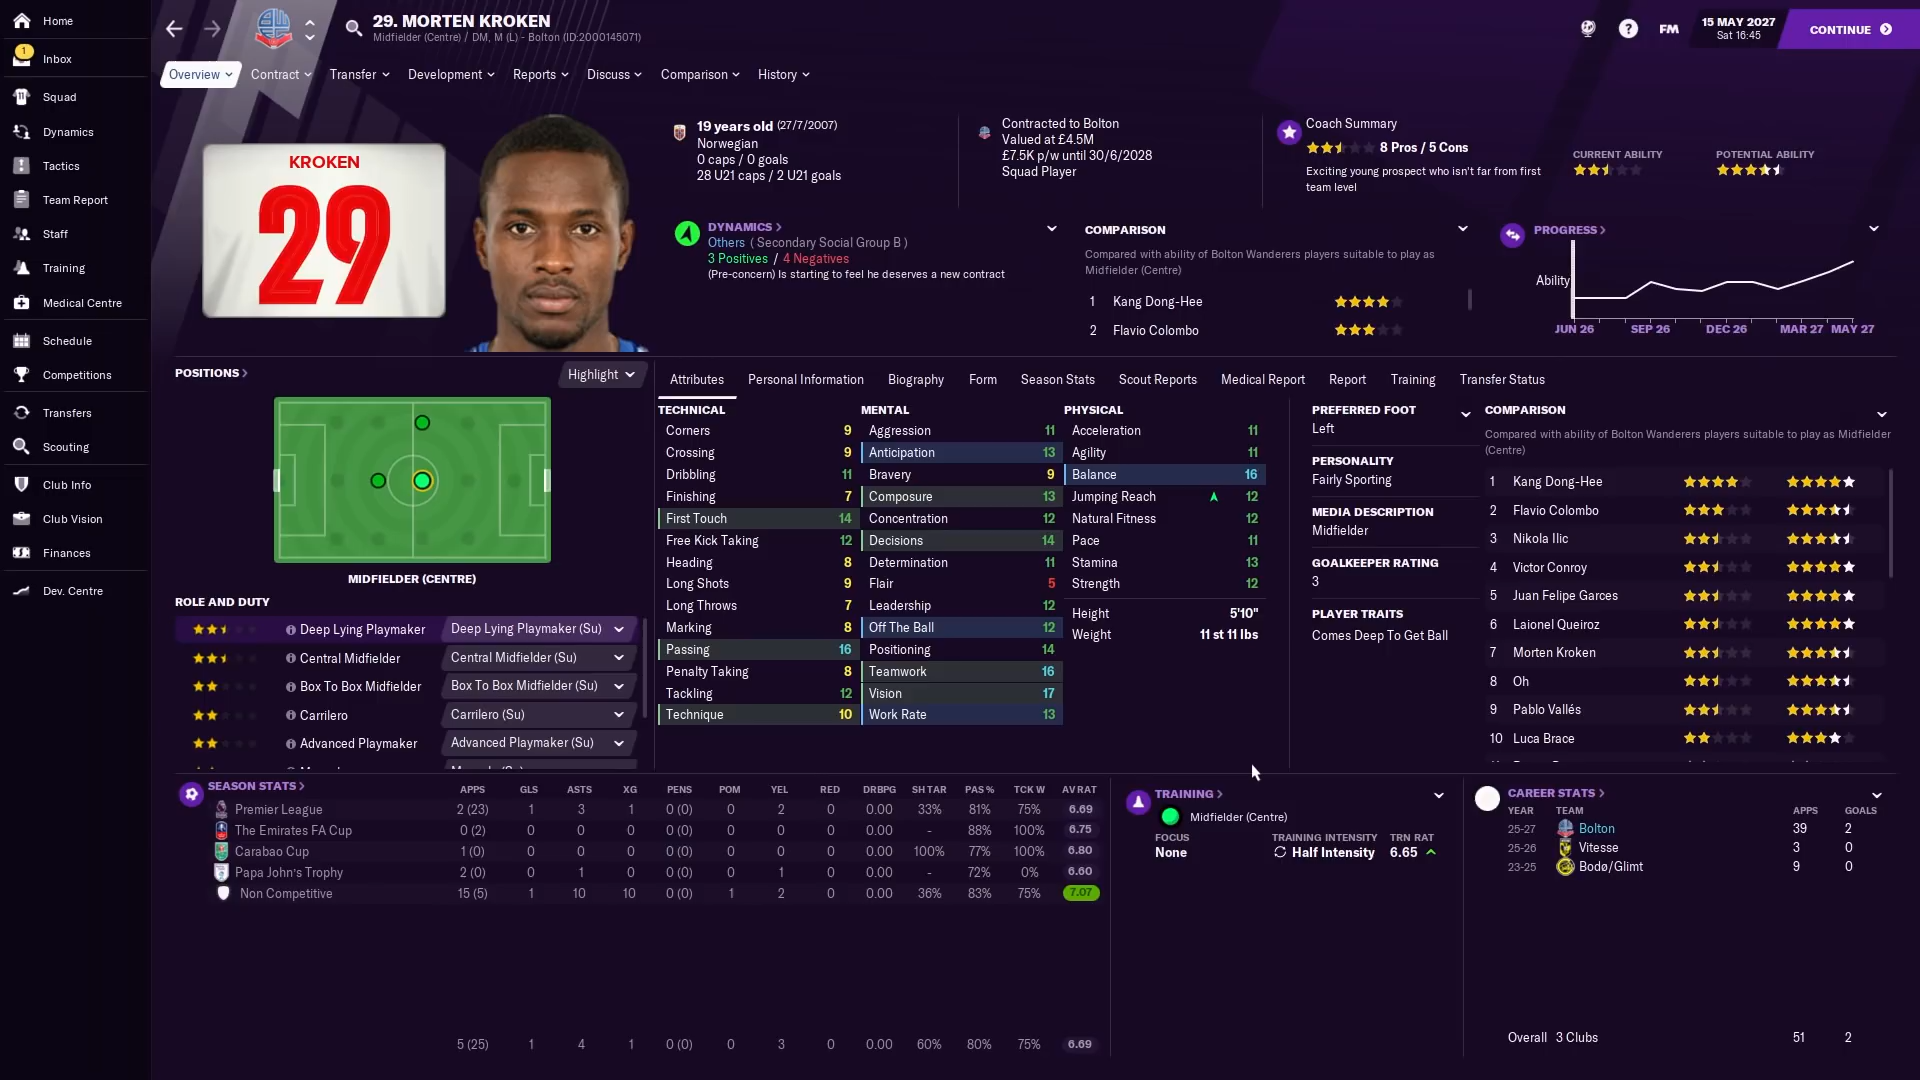 Home
1
Inbox
Squad
Dynamics
Tactics
Team Report
Staff
Training
Medical Centre
Schedule
Competitions
Transfers
Scouting
Club Info
Club Vision
Finances
Dev. Centre
29. MORTEN KROKEN
Midfielder (Centre) / DM, M (L) - Bolton (ID:2000145071)
? FM
15 MAY 2027
Sat 16:45
CONTINUE
Overview Contract Transfer Development Reports Discuss Comparison History
KROKEN
29
19 years old (27/7/2007)
Norwegian
0 caps / 0 goals
28 U21 caps / 2 U21 goals
Contracted to Bolton
Valued at £4.5M
£7.5K p/w until 30/6/2028
Squad Player
Coach Summary
8 Pros / 5 Cons
Exciting young prospect who isn't far from first
team level
CURRENT ABILITY
POTENTIAL ABILITY
DYNAMICS
Others ( Secondary Social Group B )
3 Positives / 4 Negatives
(Pre-concern) Is starting to feel he deserves a new contract
COMPARISON
Compared with ability of Bolton Wanderers players suitable to play as
Midfielder (Centre)
1 Kang Dong-Hee
2 Flavio Colombo
PROGRESS
Ability
JUN 26 SEP 26 DEC 26 MAR 27 MAY 27
POSITIONS
Highlight
MIDFIELDER (CENTRE)
ROLE AND DUTY
Deep Lying Playmaker Deep Lying Playmaker (Su)
Central Midfielder Central Midfielder (Su)
Box To Box Midfielder Box To Box Midfielder (Su)
Carrilero Carrilero (Su)
Advanced Playmaker Advanced Playmaker (Su)
Attributes Personal Information Biography Form Season Stats Scout Reports Medical Report Report Training Transfer Status
TECHNICAL
Corners 9
Crossing 9
Dribbling 11
Finishing 7
First Touch 14
Free Kick Taking 12
Heading 8
Long Shots 9
Long Throws 7
Marking 8
Passing 16
Penalty Taking 8
Tackling 12
Technique 10
MENTAL
Aggression 11
Anticipation 13
Bravery 9
Composure 13
Concentration 12
Decisions 14
Determination 11
Flair 5
Leadership 12
Off The Ball 12
Positioning 14
Teamwork 16
Vision 17
Work Rate 13
PHYSICAL
Acceleration 11
Agility 11
Balance 16
Jumping Reach 12
Natural Fitness 12
Pace 11
Stamina 13
Strength 12
Height 5'10"
Weight 11 st 11 lbs
PREFERRED FOOT
Left
PERSONALITY
Fairly Sporting
MEDIA DESCRIPTION
Midfielder
GOALKEEPER RATING
3
PLAYER TRAITS
Comes Deep To Get Ball
COMPARISON
Compared with ability of Bolton Wanderers players suitable to play as Midfielder
(Centre)
1 Kang Dong-Hee
2 Flavio Colombo
3 Nikola Ilic
4 Victor Conroy
5 Juan Felipe Garces
6 Laionel Queiroz
7 Morten Kroken
8 Oh
9 Pablo Vallés
10 Luca Brace
SEASON STATS APPS GLS ASTS XG PENS POM YEL RED DRBPG SH TAR PAS % TCK W AV RAT
Premier League 2 (23) 1 3 1 0 (0) 0 2 0 0.00 33% 81% 75% 6.69
The Emirates FA Cup 0 (2) 0 0 0 0 (0) 0 0 0 0.00 - 88% 100% 6.75
Carabao Cup 1 (0) 0 0 0 0 (0) 0 0 0 0.00 100% 77% 100% 6.80
Papa John's Trophy 2 (0) 0 1 0 0 (0) 0 1 0 0.00 - 72% 0% 6.60
Non Competitive 15 (5) 1 10 10 0 (0) 1 2 0 0.00 36% 83% 75% 7.07
5 (25) 1 4 1 0 (0) 0 3 0 0.00 60% 80% 75% 6.69
TRAINING
Midfielder (Centre)
FOCUS TRAINING INTENSITY TRN RAT
None Half Intensity 6.65
CAREER STATS
YEAR TEAM APPS GOALS
25-27 Bolton 39 2
25-26 Vitesse 3 0
23-25 Bodø/Glimt 9 0
Overall 3 Clubs 51 2